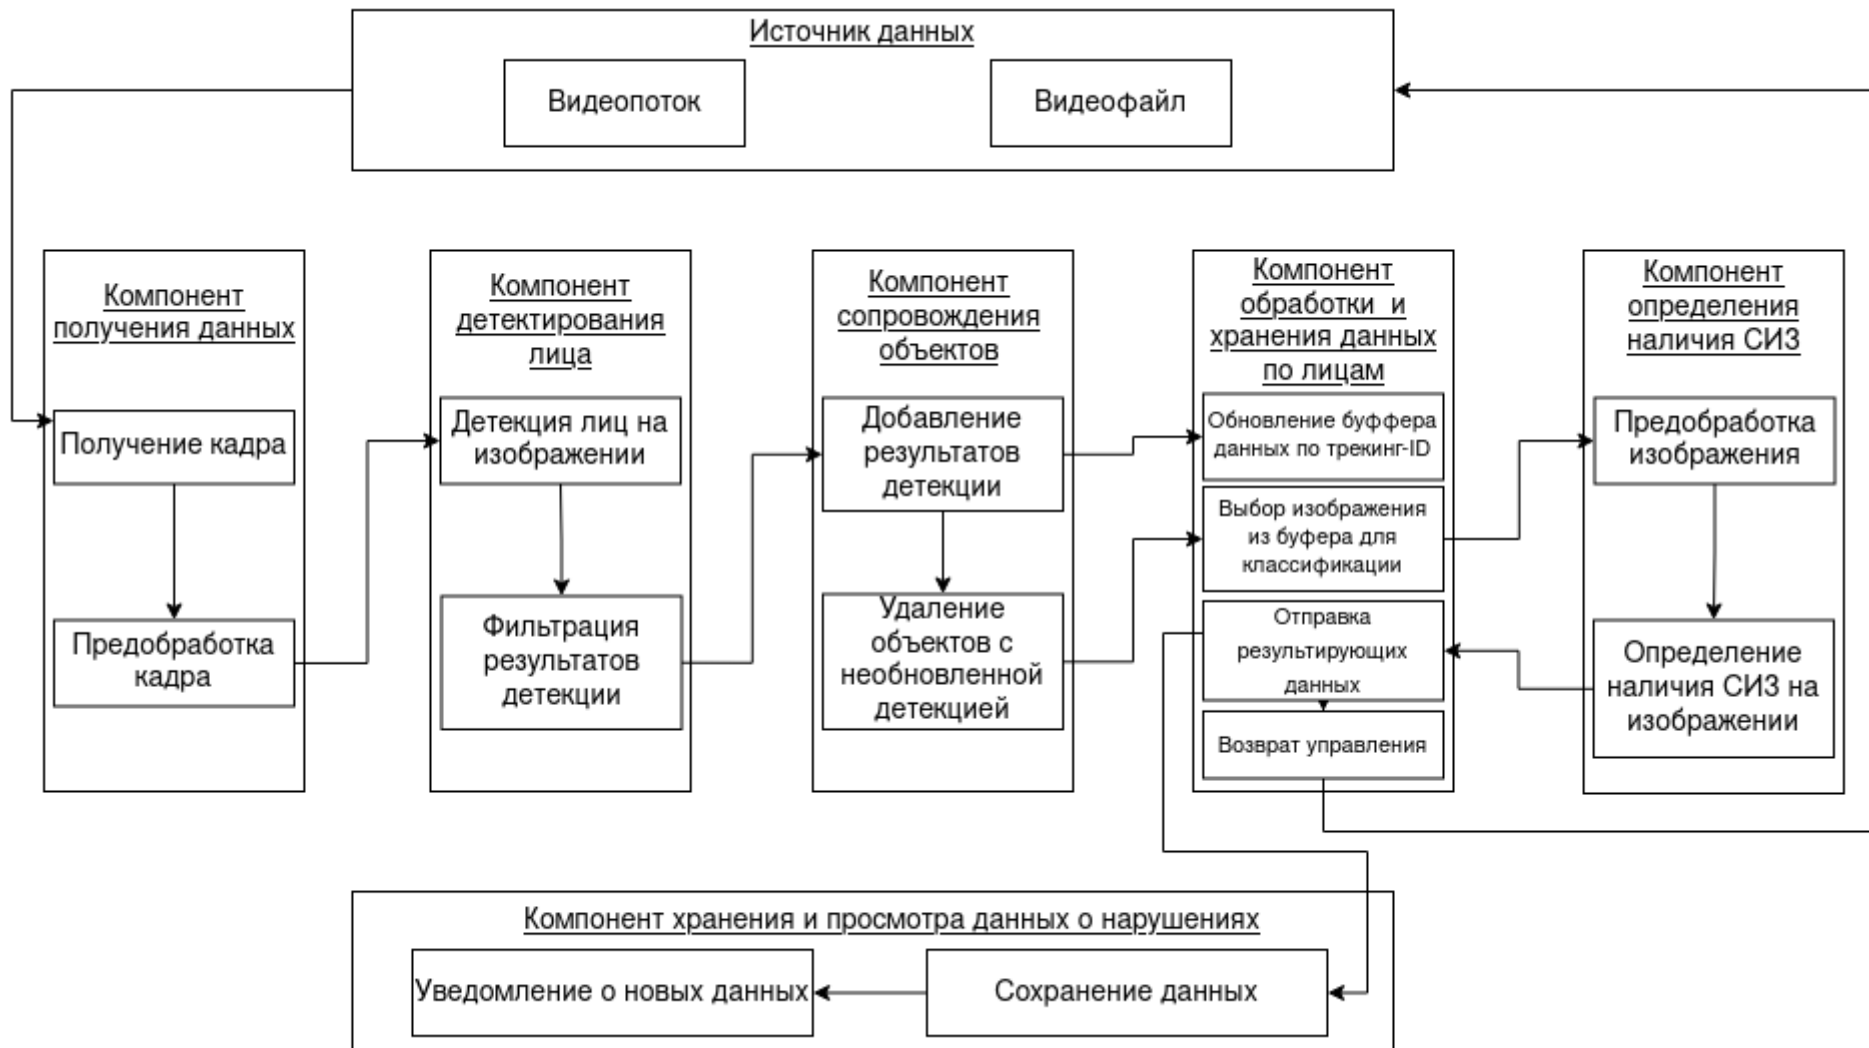 Источник данных
Видеопоток
Видеофайл
Компонент
получения данных
Получение кадра
Предобработка
кадра
Компонент
детектирования
лица
Детекция лиц на
изображении
Фильтрация
результатов
детекции
Компонент
сопровождения
объектов
Добавление
результатов
детекции
Удаление
объектов с
необновленной
детекцией
Компонент
обработки и
хранения данных
по лицам
Обновление буффера
данных по трекинг-ID
Выбор изображения
из буфера для
классификации
Отправка
результирующих
данных
Возврат управления
Компонент
определения
наличия СИЗ
Предобработка
изображения
Определение
наличия СИЗ на
изображении
Компонент хранения и просмотра данных о нарушениях
Уведомление о новых данных
Сохранение данных